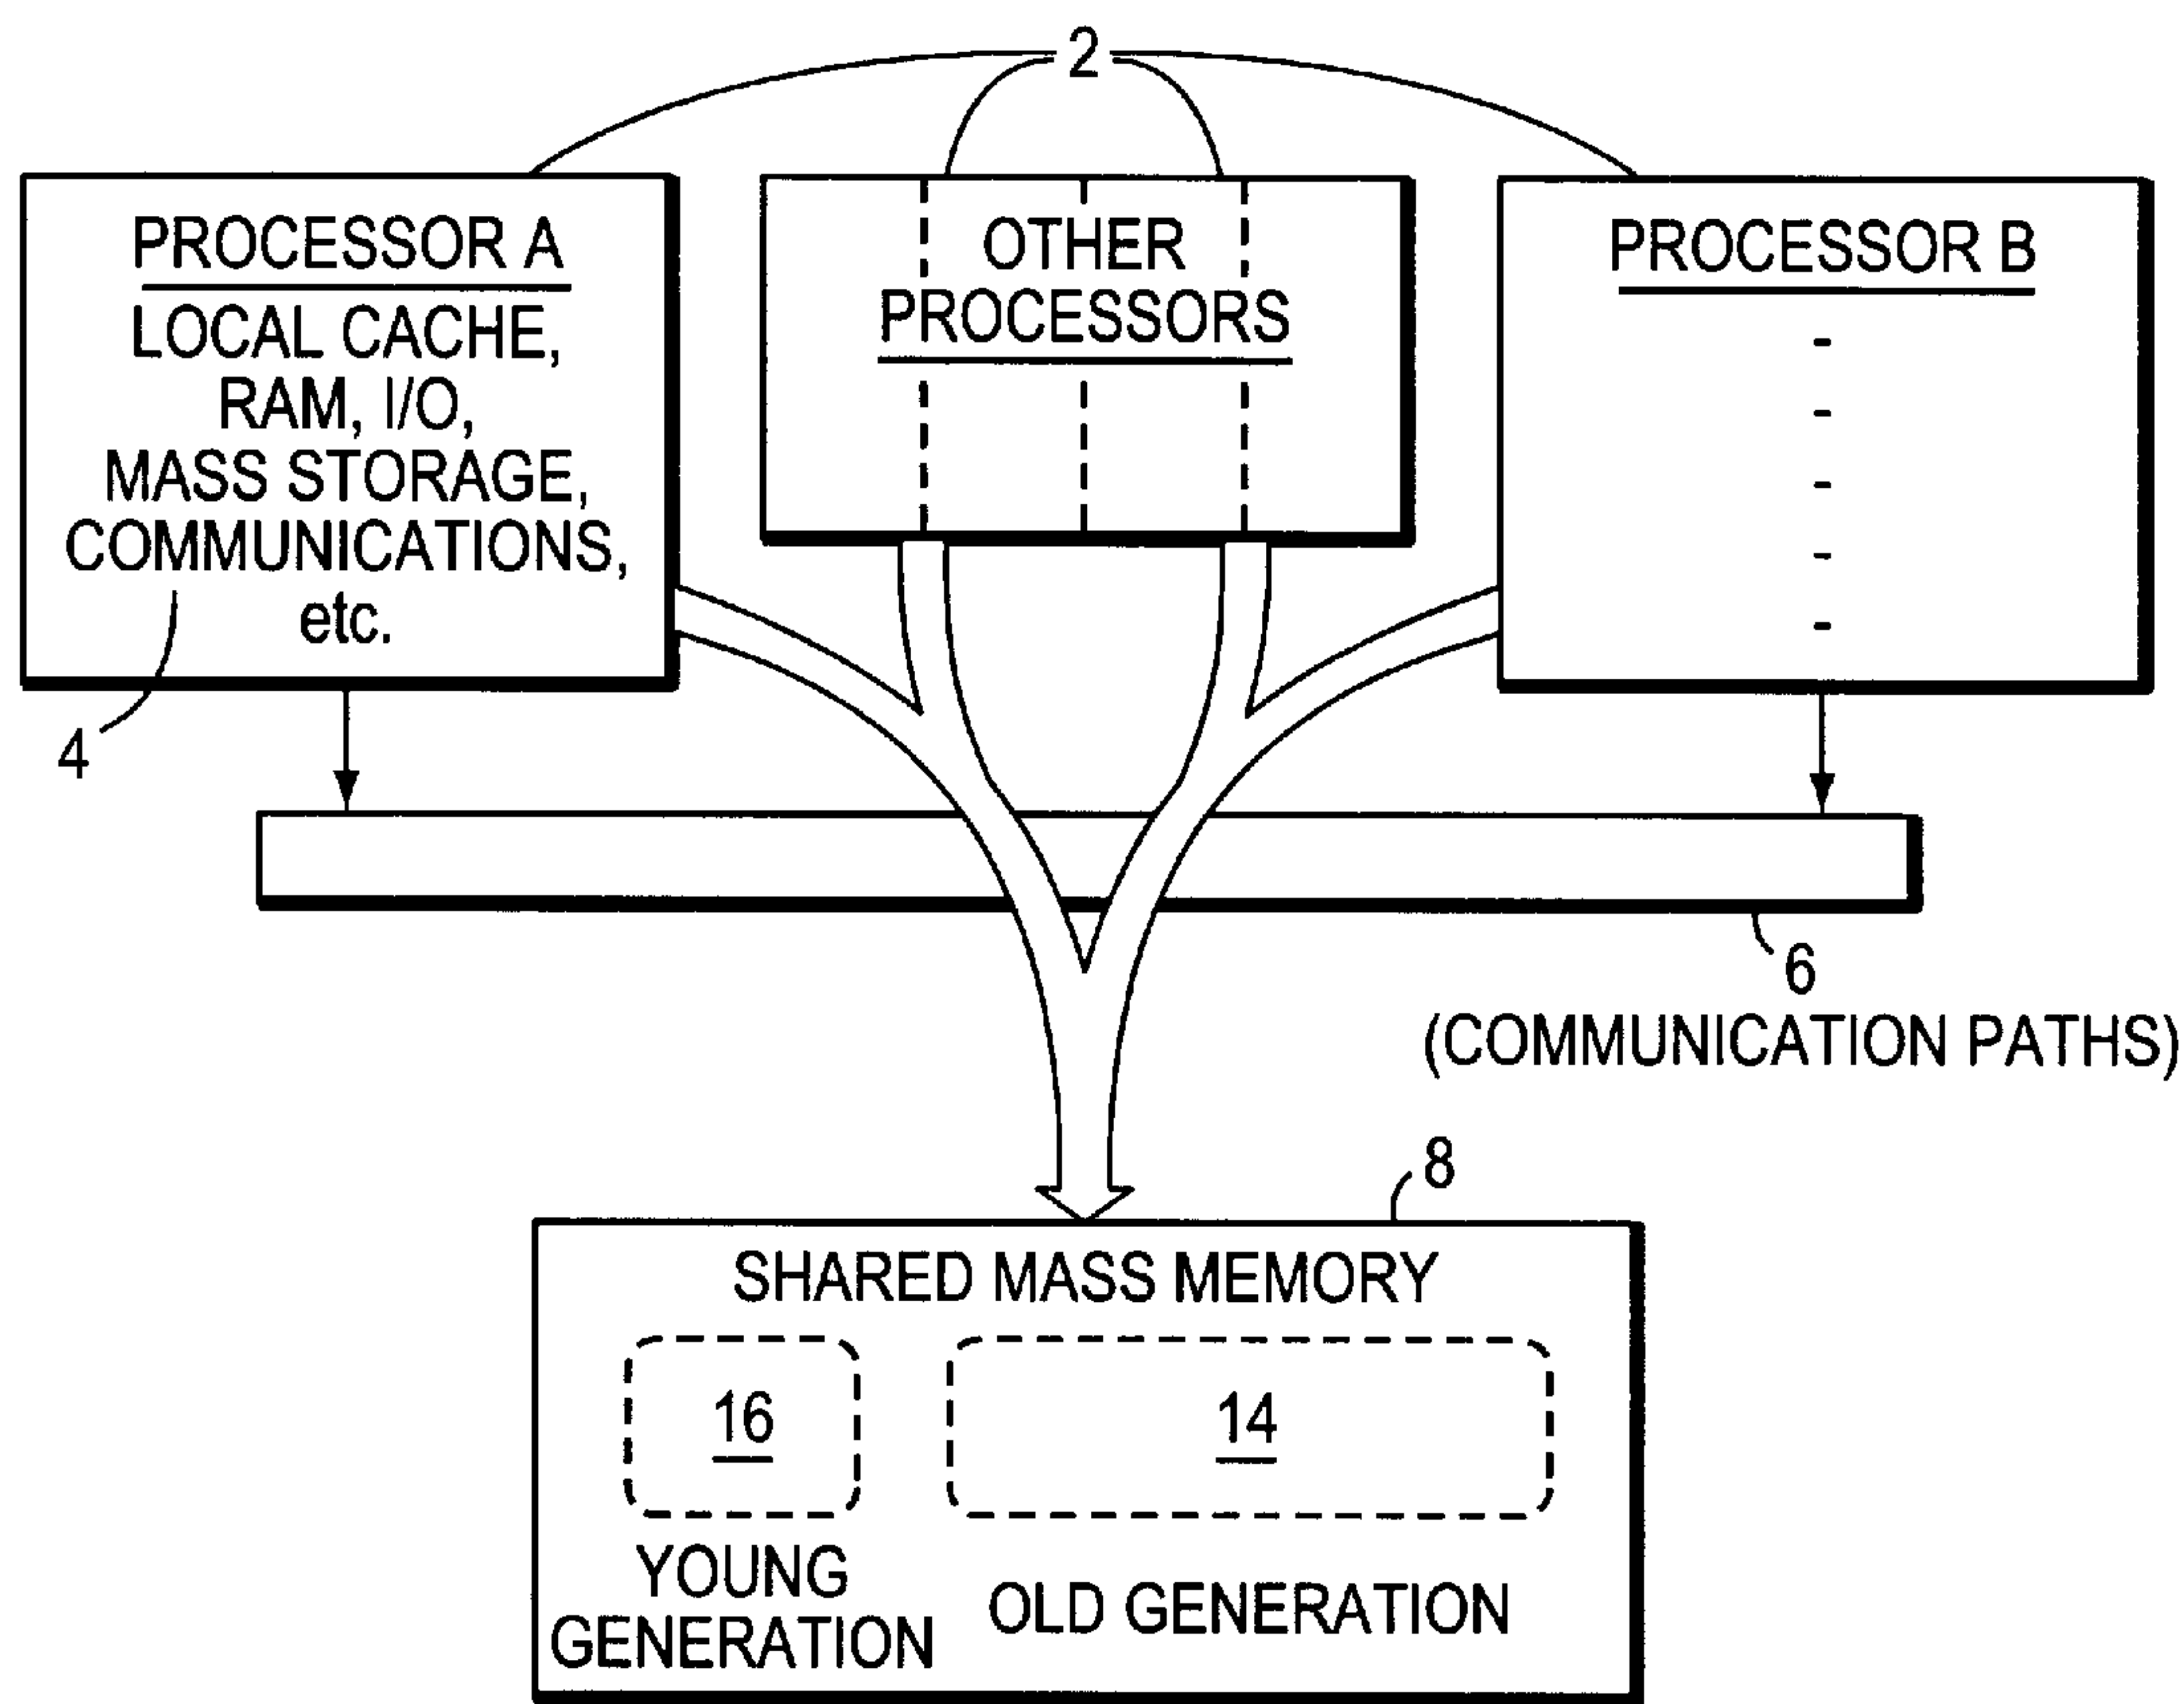 2
PROCESSOR A
LOCAL CACHE,
RAM, I/O,
MASS STORAGE,
COMMUNICATIONS,
etc.
OTHER
PROCESSORS
PROCESSOR B
-
-
-
-
-
4
6
(COMMUNICATION PATHS)
8
SHARED MASS MEMORY
16
14
YOUNG
GENERATION
OLD GENERATION